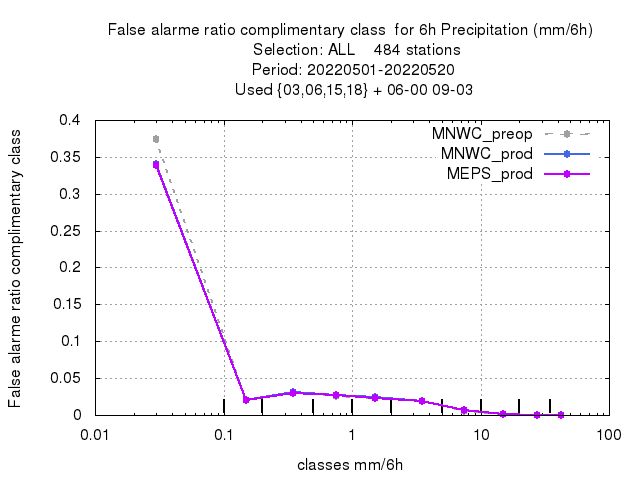 False alarme ratio complimentary class  for 6h Precipitation (mm/6h)
Selection: ALL    484 stations
Period: 20220501-20220520
Used {03,06,15,18} + 06-00 09-03
False alarme ratio complimentary class
0.4
0.35
0.3
0.25
0.2
0.15
0.1
0.05
0
MNWC_preop
MNWC_prod
MEPS_prod
0.01
0.1
1
10
100
classes mm/6h